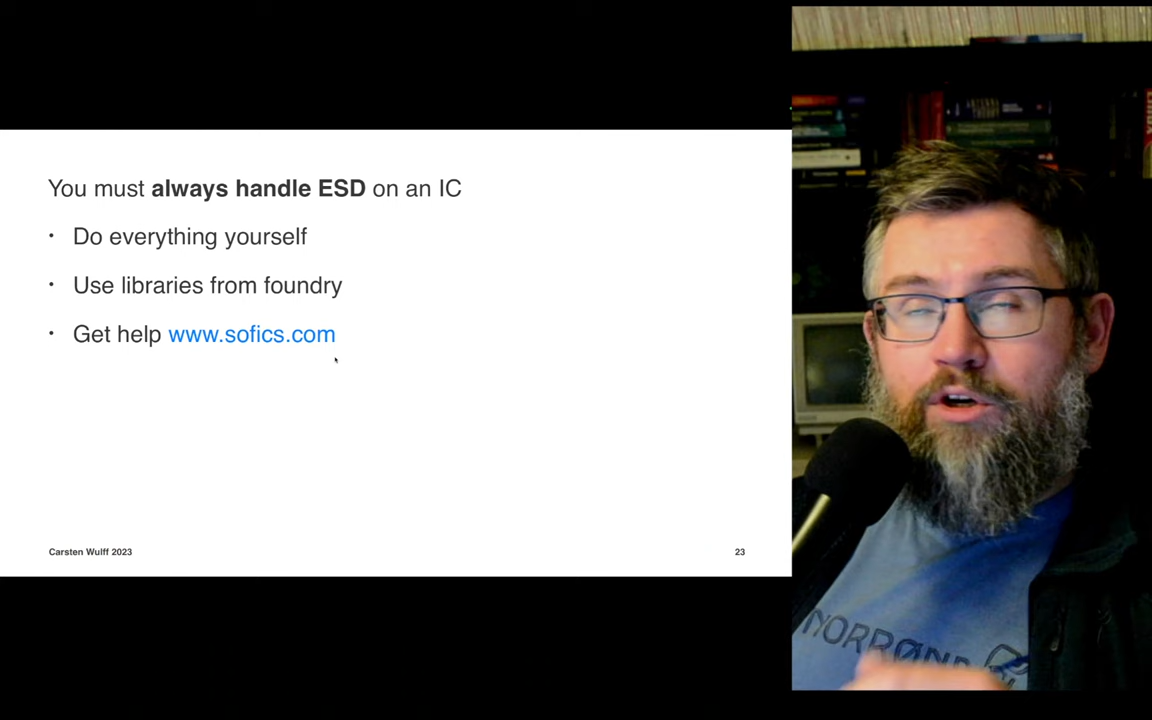 You must always handle ESD on an IC
• Do everything yourself
• Use libraries from foundry
• Get help www.sofics.com
Carsten Wulff 2023
23